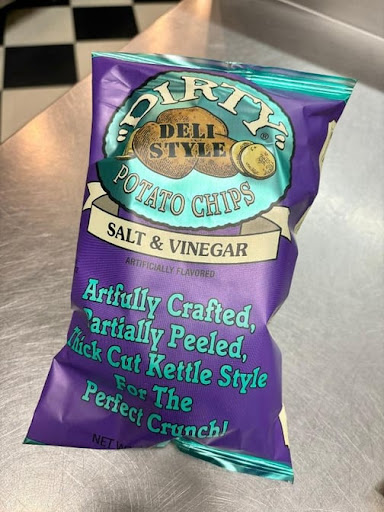 "DIRTY"®
DELI
STYLE
POTATO CHIPS
SALT & VINEGAR
ARTIFICIALLY FLAVORED
Artfully Crafted,
Partially Peeled,
Thick Cut Kettle Style
For The
Perfect Crunch!
NET